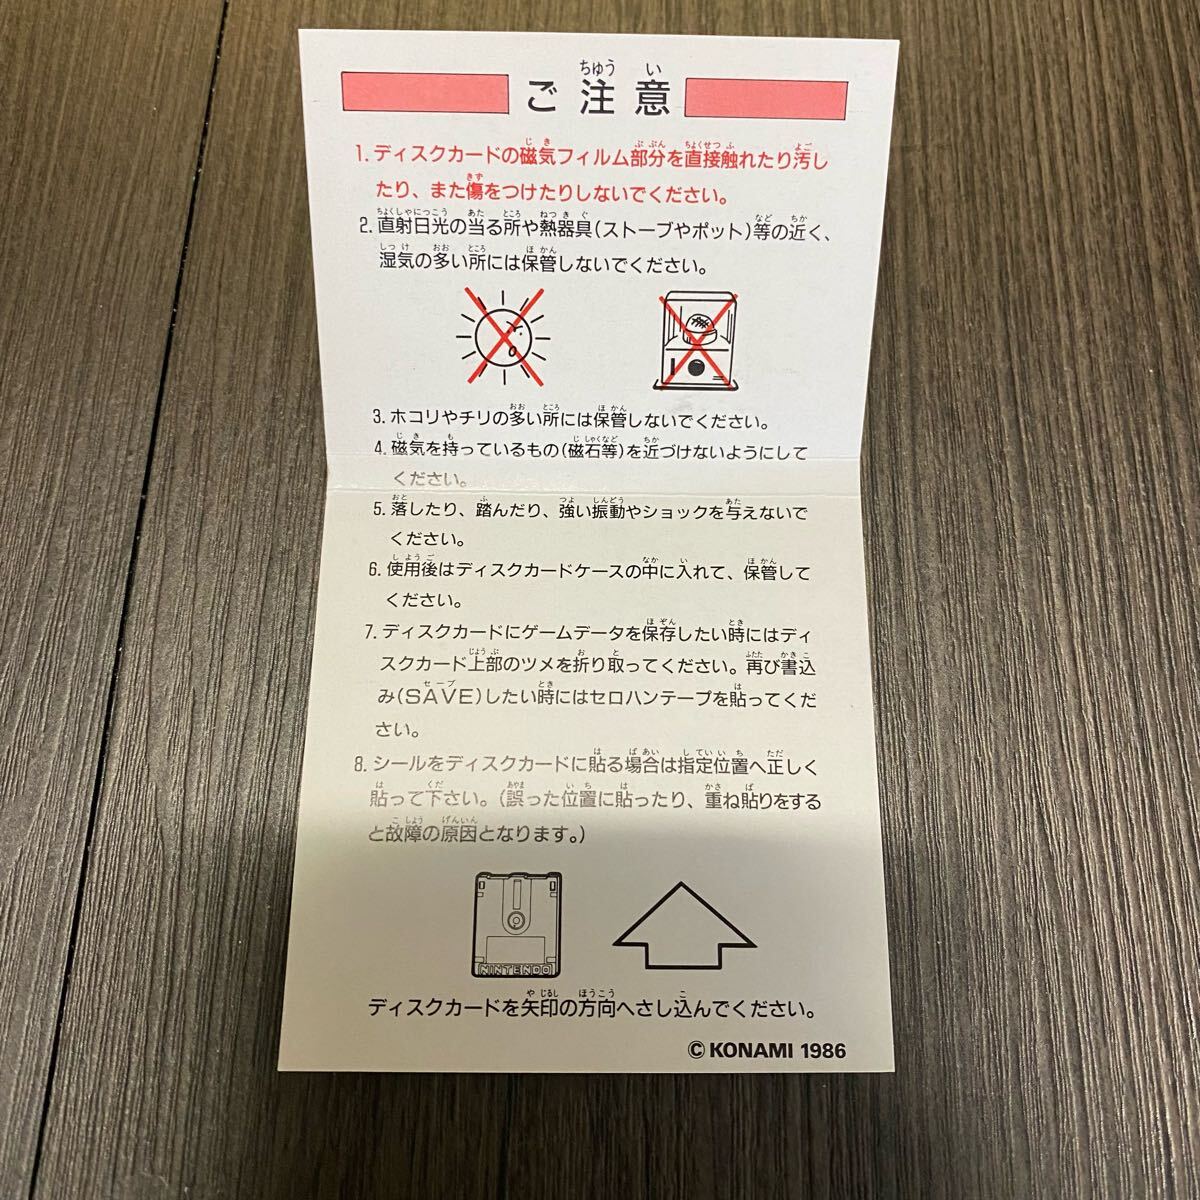 ご注意
1. ディスクカードの磁気フィルム部分を直接触れたり汚し
たり、また傷をつけたりしないでください。
2. 直射日光の当る所や熱器具(ストーブやポット)等の近く、
湿気の多い所には保管しないでください。
3. ホコリやチリの多い所には保管しないでください。
4. 磁気を持っているもの(磁石等)を近づけないようにして
ください。
5. 落したり、踏んだり、強い振動やショックを与えないで
ください。
6. 使用後はディスクカードケースの中に入れて、保管して
ください。
7. ディスクカードにゲームデータを保存したい時にはディ
スクカード上部のツメを折り取ってください。再び書込
み(SAVE)したい時にはセロハンテープを貼ってくだ
さい。
8. シールをディスクカードに貼る場合は指定位置へ正しく
貼って下さい。(誤った位置に貼ったり、重ね貼りをする
と故障の原因となります。)
NINTENDO
ディスクカードを矢印の方向へさし込んでください。
© KONAMI 1986